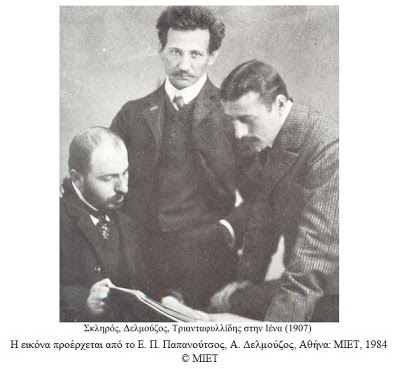 Σκληρός, Δελμούζος, Τριανταφυλλίδης στην Ιένα (1907)
Η εικόνα προέρχεται από το Ε. Π. Παπανούτσος, Α. Δελμούζος, Αθήνα: ΜΙΕΤ, 1984
© ΜΙΕΤ